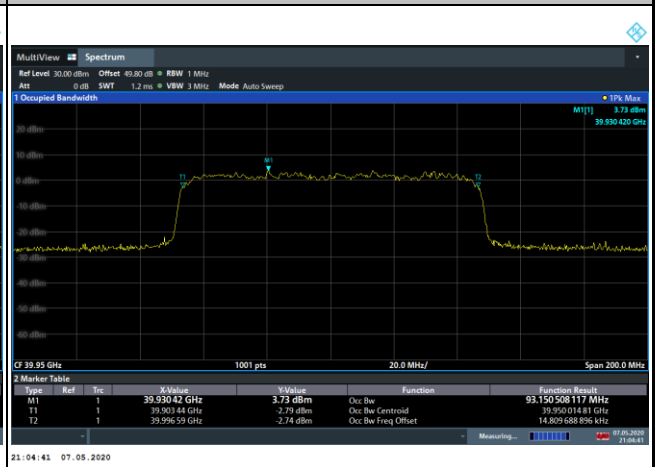 MultiView Spectrum
Ref Level 30.00 dBm Offset 49.80 dB RBW 1 MHz
Att 0 dB SWT 1.2 ms VBW 3 MHz Mode Auto Sweep
1 Occupied Bandwidth 1Pk Max
M1[1] 3.73 dBm
39.930 420 GHz
20 dBm
10 dBm
M1
T1 T2
0 dBm
-10 dBm
-20 dBm
-30 dBm
-40 dBm
-50 dBm
-60 dBm
CF 39.95 GHz 1001 pts 20.0 MHz/ Span 200.0 MHz
2 Marker Table
Type Ref Trc X-Value Y-Value Function Function Result
M1 1 39.930 42 GHz 3.73 dBm Occ Bw 93.150 508 117 MHz
T1 1 39.903 44 GHz -2.79 dBm Occ Bw Centroid 39.950 014 81 GHz
T2 1 39.996 59 GHz -2.74 dBm Occ Bw Freq Offset 14.809 688 896 kHz
Measuring... 07.05.2020
21:04:41
21:04:41 07.05.2020